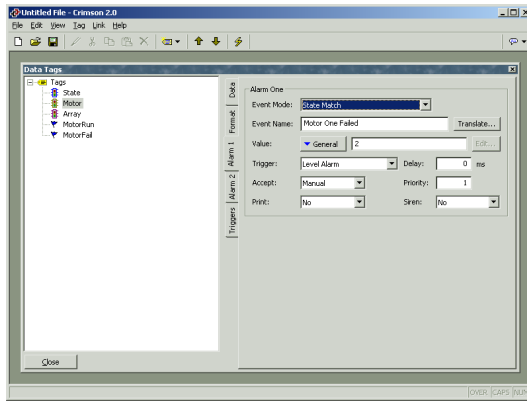 Untitled File - Crimson 2.0
File Edit View Tag Link Help
Data Tags
Tags
State
Motor
Array
MotorRun
MotorFail
Data
Format
Alarm 1
Alarm 2
Triggers
Alarm One
Event Mode: State Match
Event Name: Motor One Failed Translate...
Value: General 2 Edit...
Trigger: Level Alarm Delay: 0 ms
Accept: Manual Priority: 1
Print: No Siren: No
Close
OVER CAPS NUM